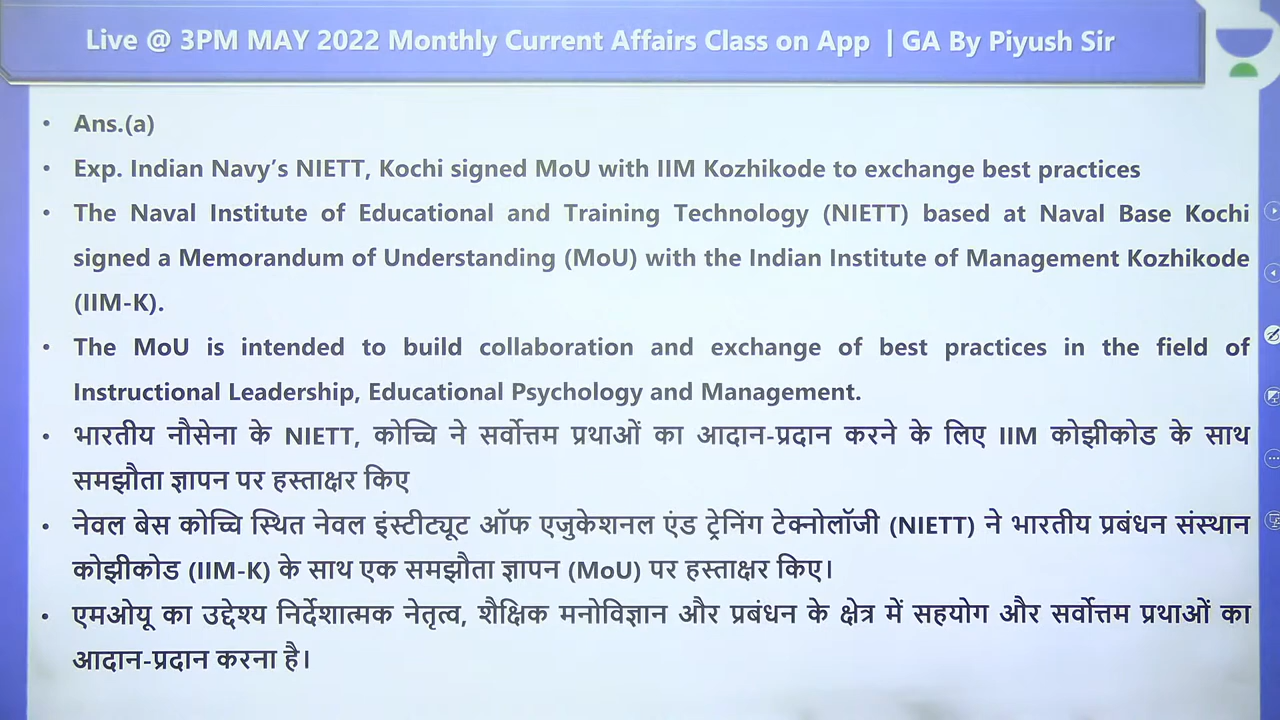 Live @ 3PM MAY 2022 Monthly Current Affairs Class on App | GA By Piyush Sir
• Ans.(a)
• Exp. Indian Navy’s NIETT, Kochi signed MoU with IIM Kozhikode to exchange best practices
• The Naval Institute of Educational and Training Technology (NIETT) based at Naval Base Kochi
signed a Memorandum of Understanding (MoU) with the Indian Institute of Management Kozhikode
(IIM-K).
• The MoU is intended to build collaboration and exchange of best practices in the field of
Instructional Leadership, Educational Psychology and Management.
• भारतीय नौसेना के NIETT, कोच्चि ने सर्वोत्तम प्रथाओं का आदान-प्रदान करने के लिए IIM कोझीकोड के साथ
समझौता ज्ञापन पर हस्ताक्षर किए
• नेवल बेस कोच्चि स्थित नेवल इंस्टीट्यूट ऑफ एजुकेशनल एंड ट्रेनिंग टेक्नोलॉजी (NIETT) ने भारतीय प्रबंधन संस्थान
कोझीकोड (IIM-K) के साथ एक समझौता ज्ञापन (MoU) पर हस्ताक्षर किए।
• एमओयू का उद्देश्य निर्देशात्मक नेतृत्व, शैक्षिक मनोविज्ञान और प्रबंधन के क्षेत्र में सहयोग और सर्वोत्तम प्रथाओं का
आदान-प्रदान करना है।